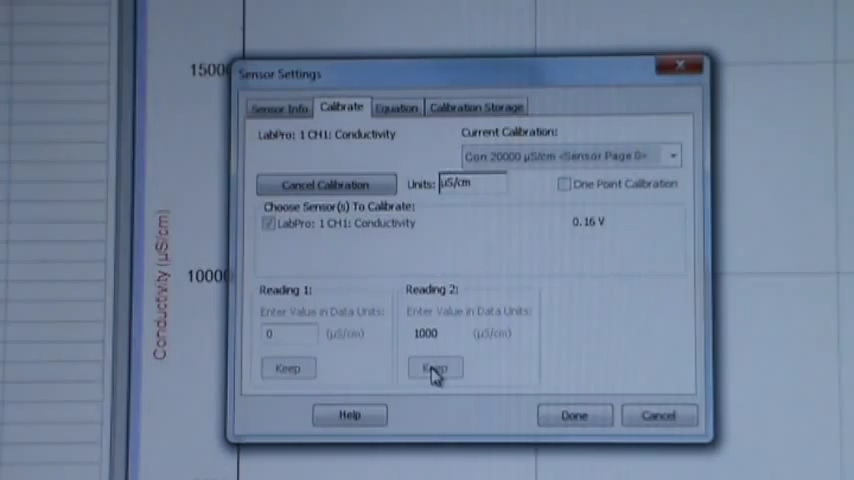 15000
Sensor Settings
Sensor Info Calibrate Equation Calibration Storage
LabPro: 1 CH1: Conductivity
Current Calibration:
Con 20000 µS/cm <Sensor Page 0>
Cancel Calibration
Units: µS/cm
One Point Calibration
Choose Sensor(s) To Calibrate:
LabPro: 1 CH1: Conductivity
0.16 V
Conductivity (µS/cm)
10000
Reading 1:
Enter Value in Data Units:
0 (µS/cm)
Keep
Reading 2:
Enter Value in Data Units:
1000 (µS/cm)
Keep
Help Done Cancel